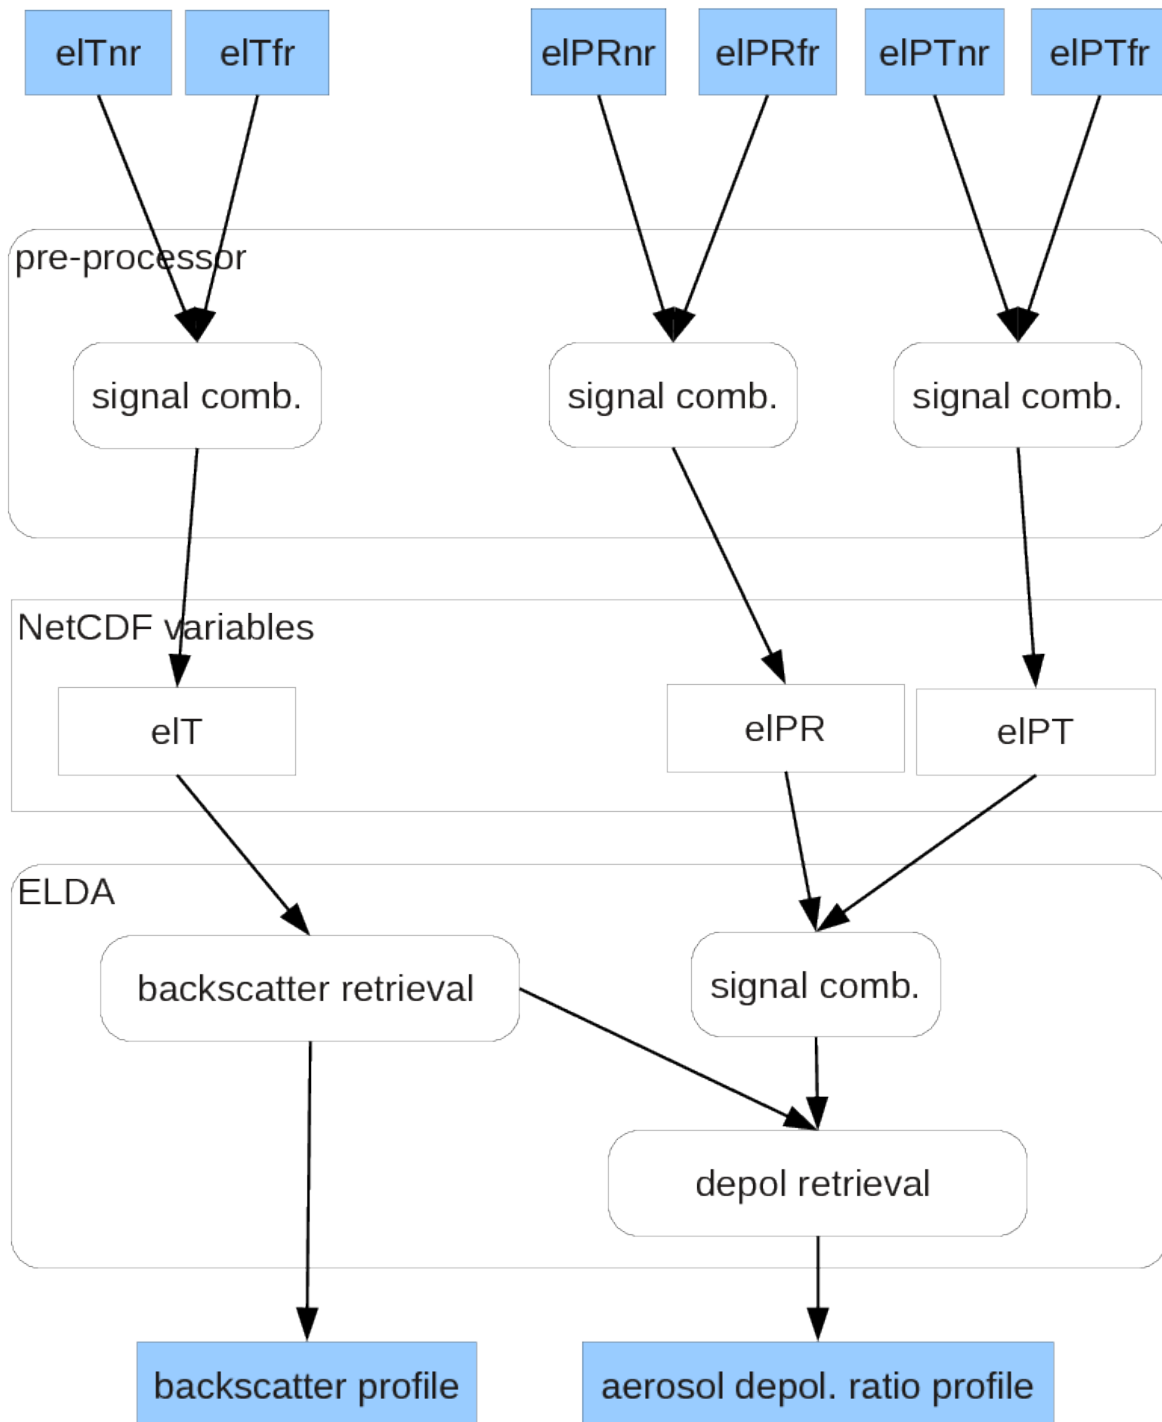 elTnr
elTfr
elPRnr
elPRfr
elPTnr
elPTfr
pre-processor
signal comb.
signal comb.
signal comb.
NetCDF variables
elT
elPR
elPT
ELDA
backscatter retrieval
signal comb.
depol retrieval
backscatter profile
aerosol depol. ratio profile